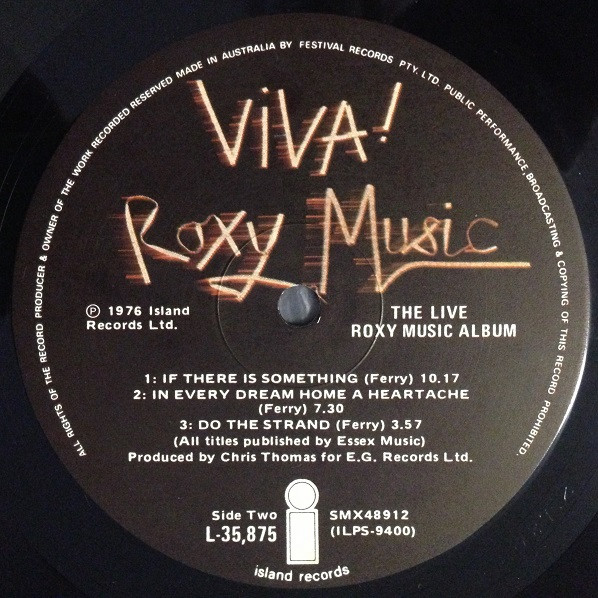 ALL RIGHTS OF THE RECORD PRODUCER & OWNER OF THE WORK RECORDED RESERVED MADE IN AUSTRALIA BY FESTIVAL RECORDS PTY. LTD. PUBLIC PERFORMANCE, BROADCASTING & COPYING OF THIS RECORD PROHIBITED.
ViVA!
Roxy Music
℗ 1976 Island
Records Ltd.
THE LIVE
ROXY MUSIC ALBUM
1: IF THERE IS SOMETHING (Ferry) 10.17
2: IN EVERY DREAM HOME A HEARTACHE
(Ferry) 7.30
3: DO THE STRAND (Ferry) 3.57
(All titles published by Essex Music)
Produced by Chris Thomas for E.G. Records Ltd.
Side Two
L-35,875
SMX48912
(ILPS-9400)
i
island records